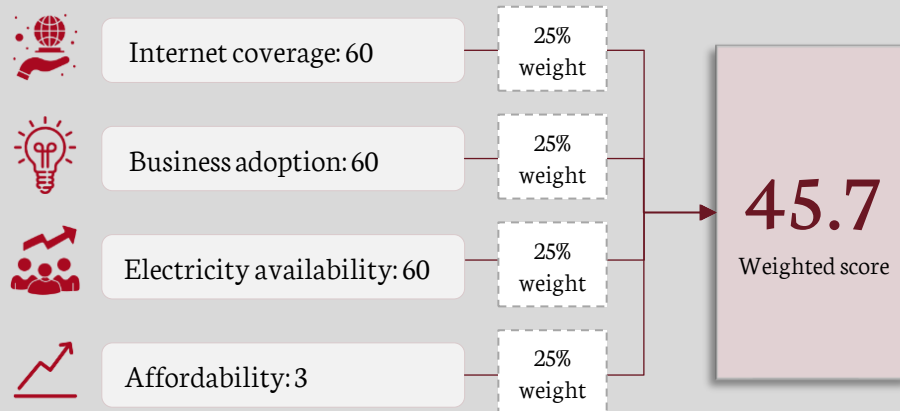 Internet coverage: 60
25%
weight
Business adoption: 60
25%
weight
45.7
Weighted score
Electricity availability: 60
25%
weight
Affordability: 3
25%
weight